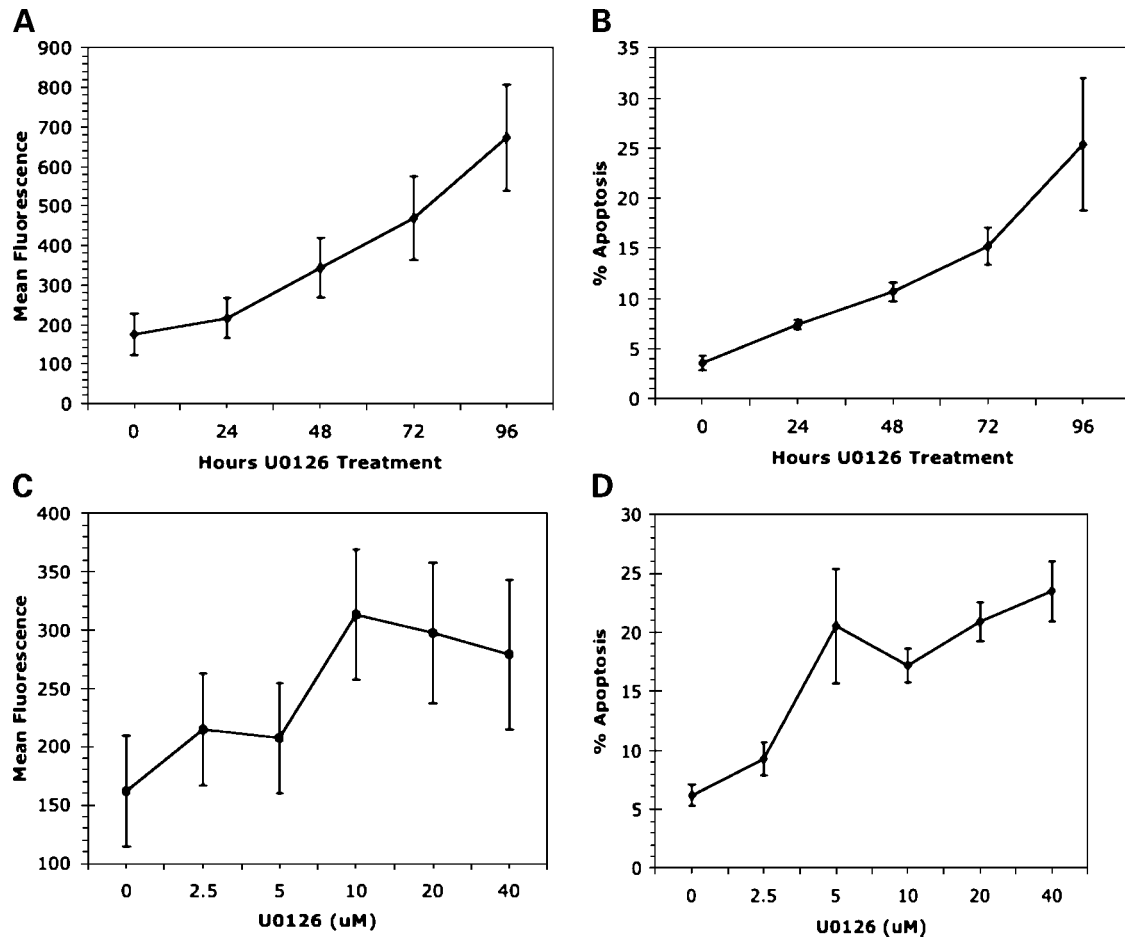 A
900
800
700
600
500
400
300
200
100
0
Mean Fluorescence
0 24 48 72 96
Hours U0126 Treatment
B
35
30
25
20
15
10
5
0
% Apoptosis
0 24 48 72 96
Hours U0126 Treatment
C
400
350
300
250
200
150
100
Mean Fluorescence
0 2.5 5 10 20 40
U0126 (uM)
D
30
25
20
15
10
5
0
% Apoptosis
0 2.5 5 10 20 40
U0126 (uM)